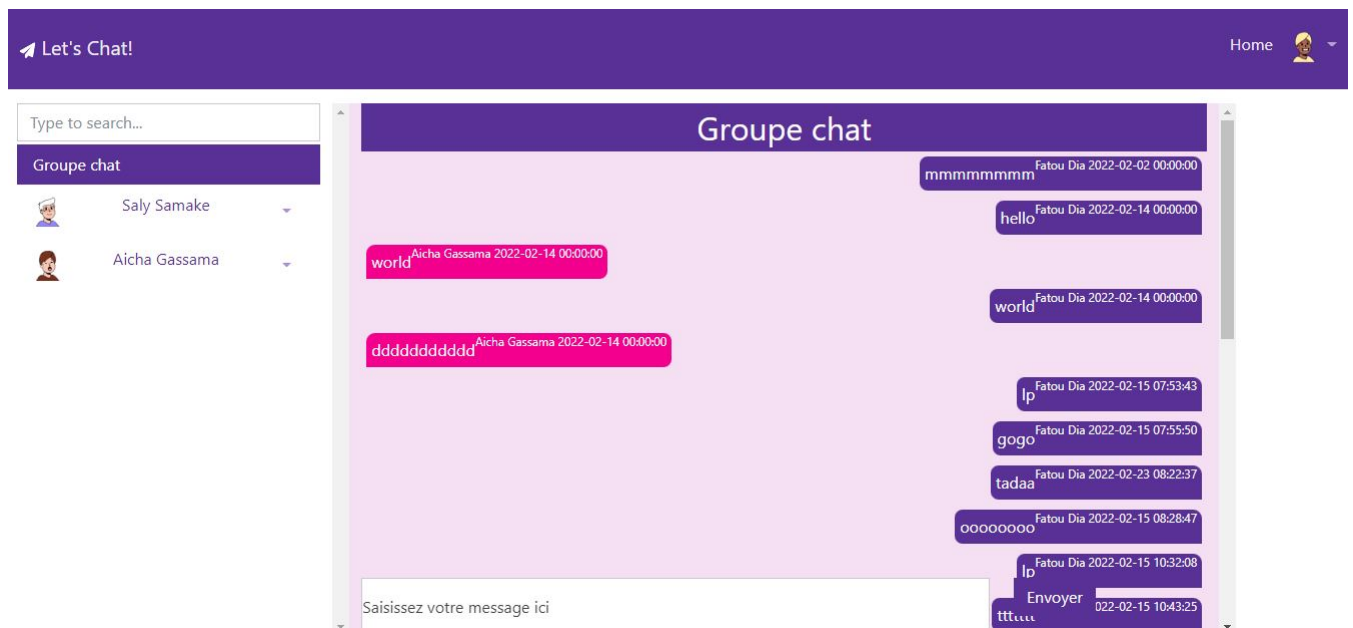 Let's Chat!
Home
Type to search...
Groupe chat
Saly Samake
Aicha Gassama
Groupe chat
mmmmmmmmm Fatou Dia 2022-02-02 00:00:00
hello Fatou Dia 2022-02-14 00:00:00
world Aicha Gassama 2022-02-14 00:00:00
world Fatou Dia 2022-02-14 00:00:00
ddddddddddd Aicha Gassama 2022-02-14 00:00:00
lp Fatou Dia 2022-02-15 07:53:43
gogo Fatou Dia 2022-02-15 07:55:50
tadaa Fatou Dia 2022-02-23 08:22:37
oooooooo Fatou Dia 2022-02-15 08:28:47
lp Fatou Dia 2022-02-15 10:32:08
Saisissez votre message ici
Envoyer
022-02-15 10:43:25